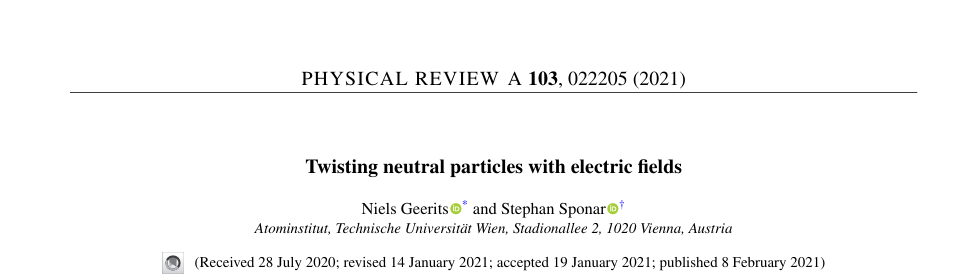 PHYSICAL REVIEW A 103, 022205 (2021)
Twisting neutral particles with electric fields
Niels Geerits * and Stephan Sponar †
Atominstitut, Technische Universität Wien, Stadionallee 2, 1020 Vienna, Austria
(Received 28 July 2020; revised 14 January 2021; accepted 19 January 2021; published 8 February 2021)